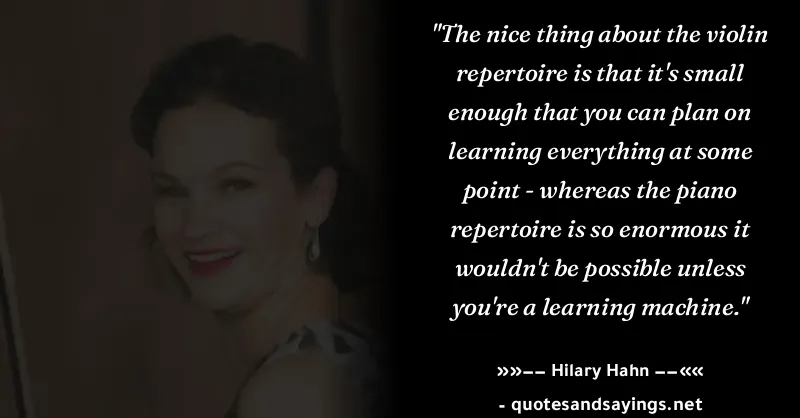 "The nice thing about the violin
repertoire is that it's small
enough that you can plan on
learning everything at some
point - whereas the piano
repertoire is so enormous it
wouldn't be possible unless
you're a learning machine."
»»−− Hilary Hahn −−««
- quotesandsayings.net